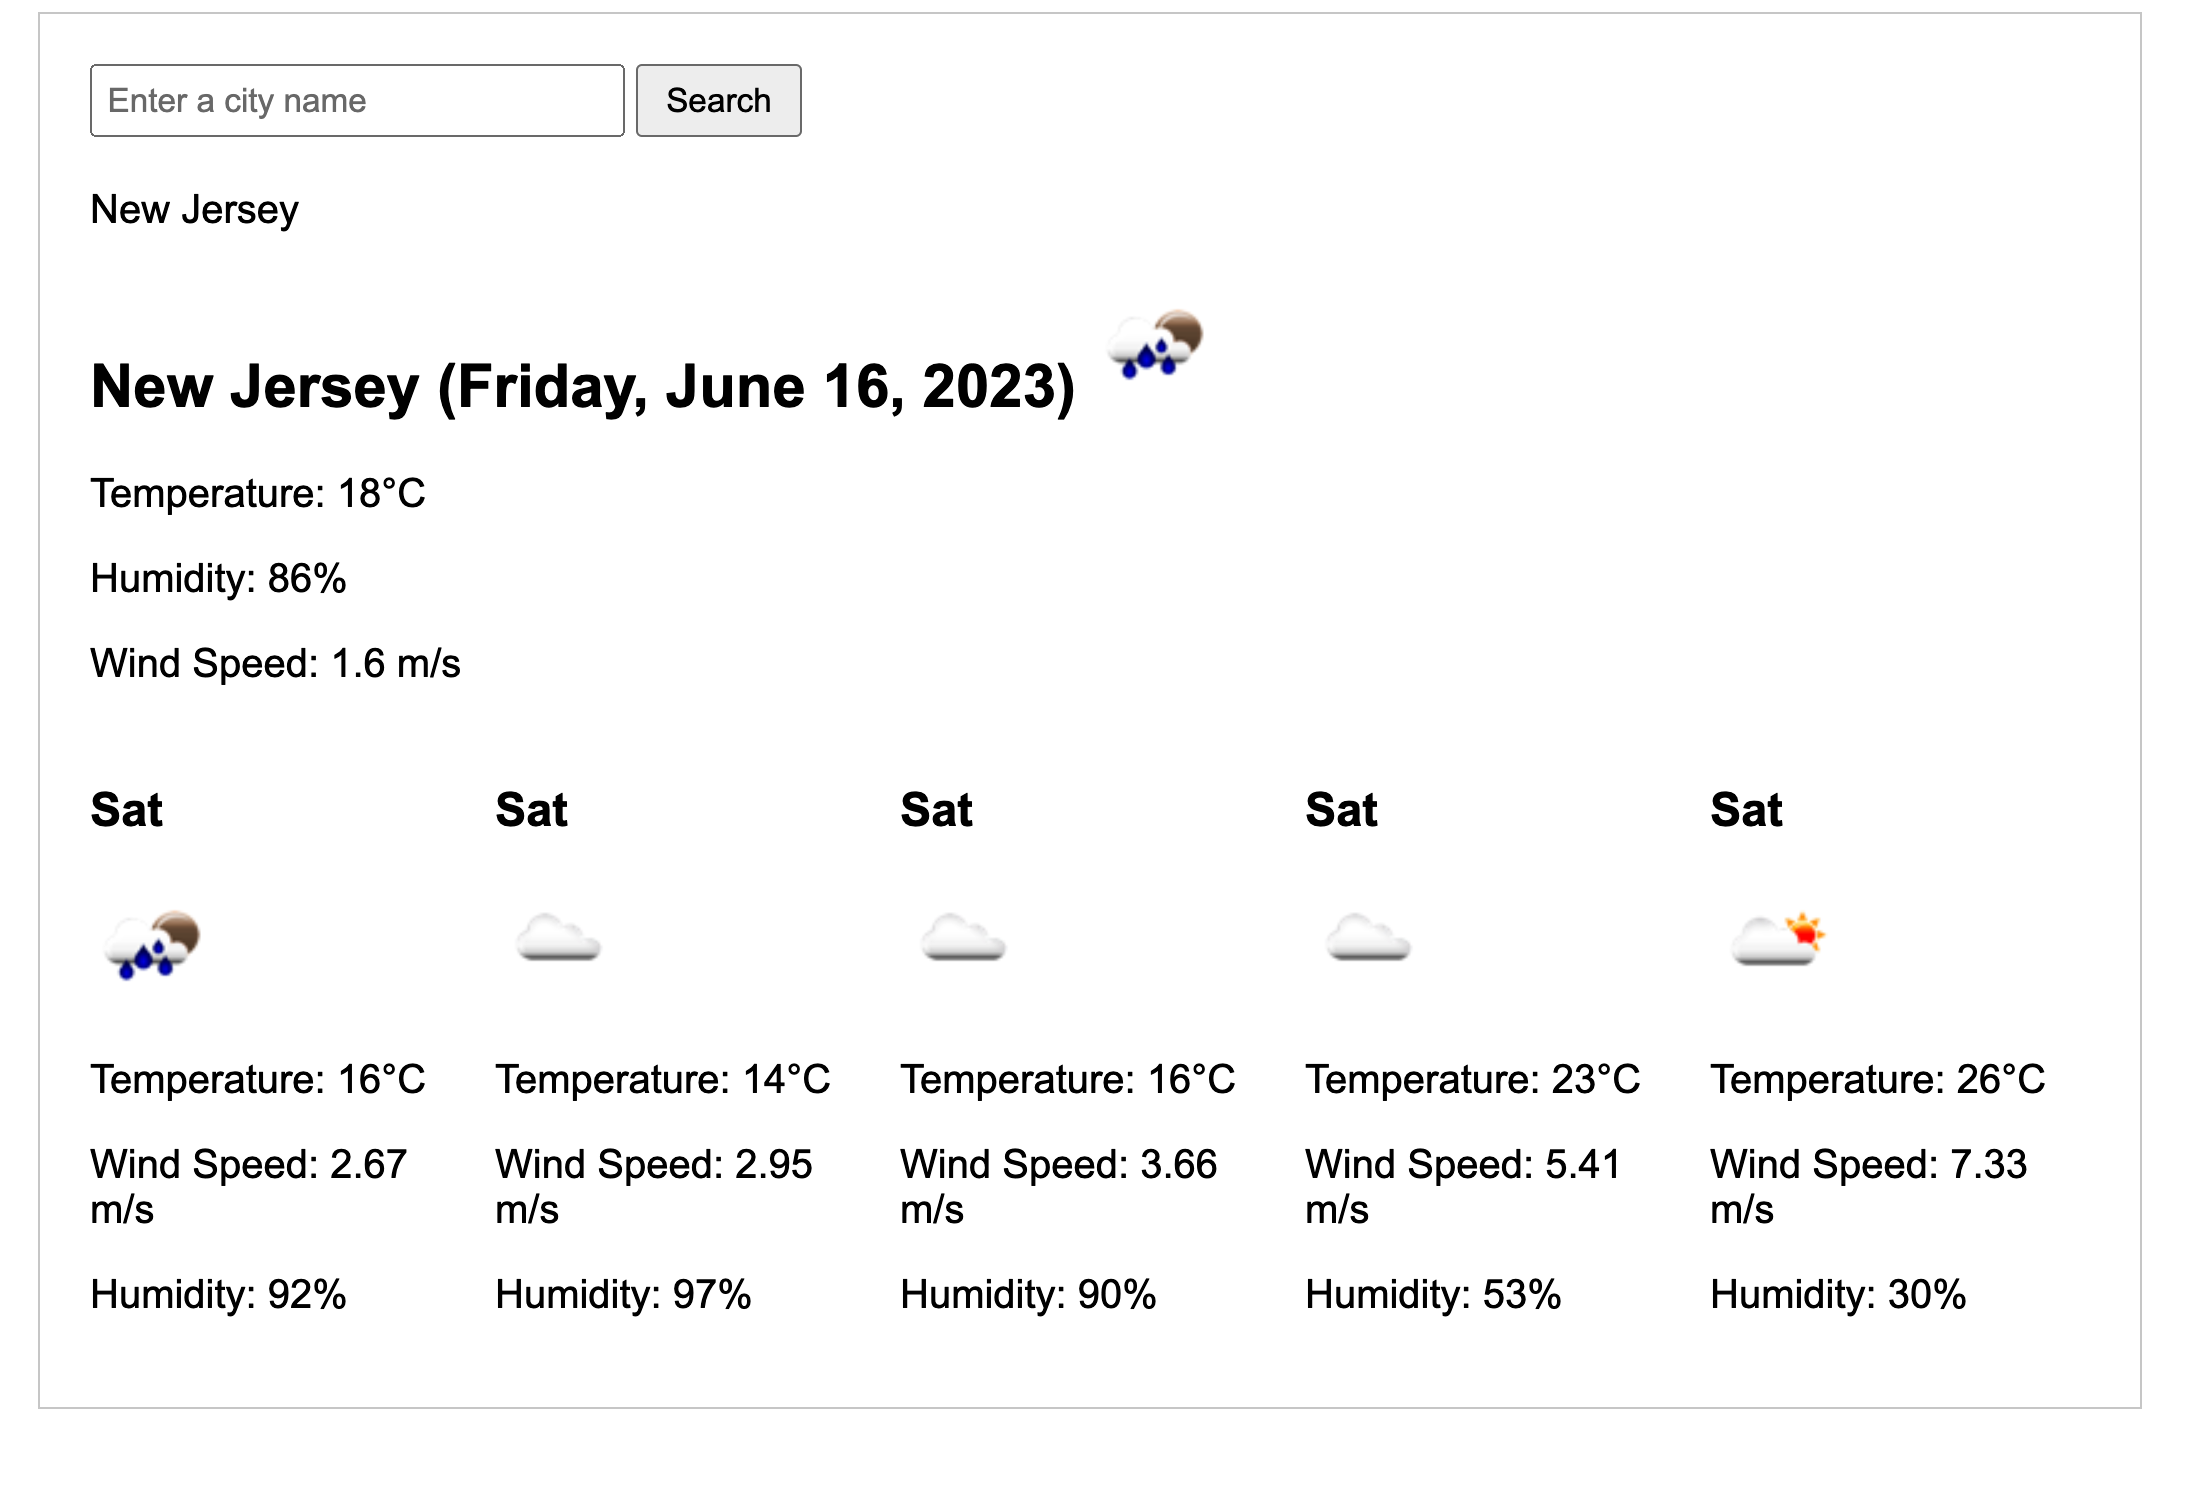 Enter a city name
Search
New Jersey
New Jersey (Friday, June 16, 2023)
Temperature: 18°C
Humidity: 86%
Wind Speed: 1.6 m/s
Sat
Temperature: 16°C
Wind Speed: 2.67
m/s
Humidity: 92%
Sat
Temperature: 14°C
Wind Speed: 2.95
m/s
Humidity: 97%
Sat
Temperature: 16°C
Wind Speed: 3.66
m/s
Humidity: 90%
Sat
Temperature: 23°C
Wind Speed: 5.41
m/s
Humidity: 53%
Sat
Temperature: 26°C
Wind Speed: 7.33
m/s
Humidity: 30%